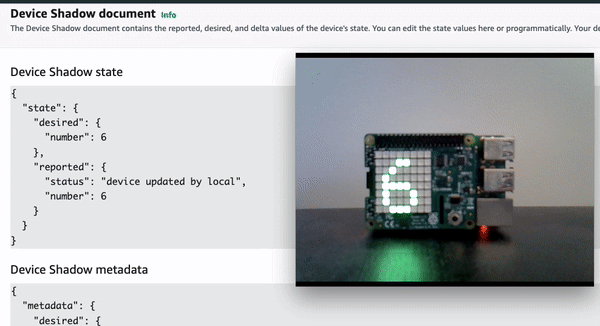 Device Shadow document Info
The Device Shadow document contains the reported, desired, and delta values of the device's state. You can edit the state values here or programmatically. Your de
Device Shadow state
{
"state": {
"desired": {
"number": 6
},
"reported": {
"status": "device updated by local",
"number": 6
}
}
}
6
Device Shadow metadata
{
"metadata": {
"desired": {